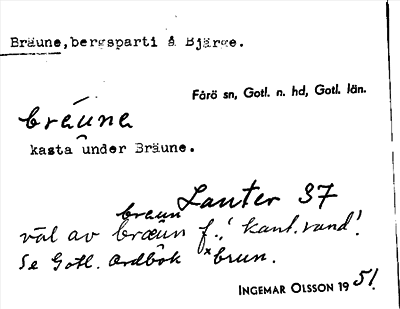 Bräune, bergsparti å Bjärge.
Fårö sn, Gotl. n. hd, Gotl. län.
bräuna
kasta under Bräune.
Lauter 37
braun
väl av bræun f. 'kant, rand'.
Se Gotl. ordbok *brun.
INGEMAR OLSSON 1951